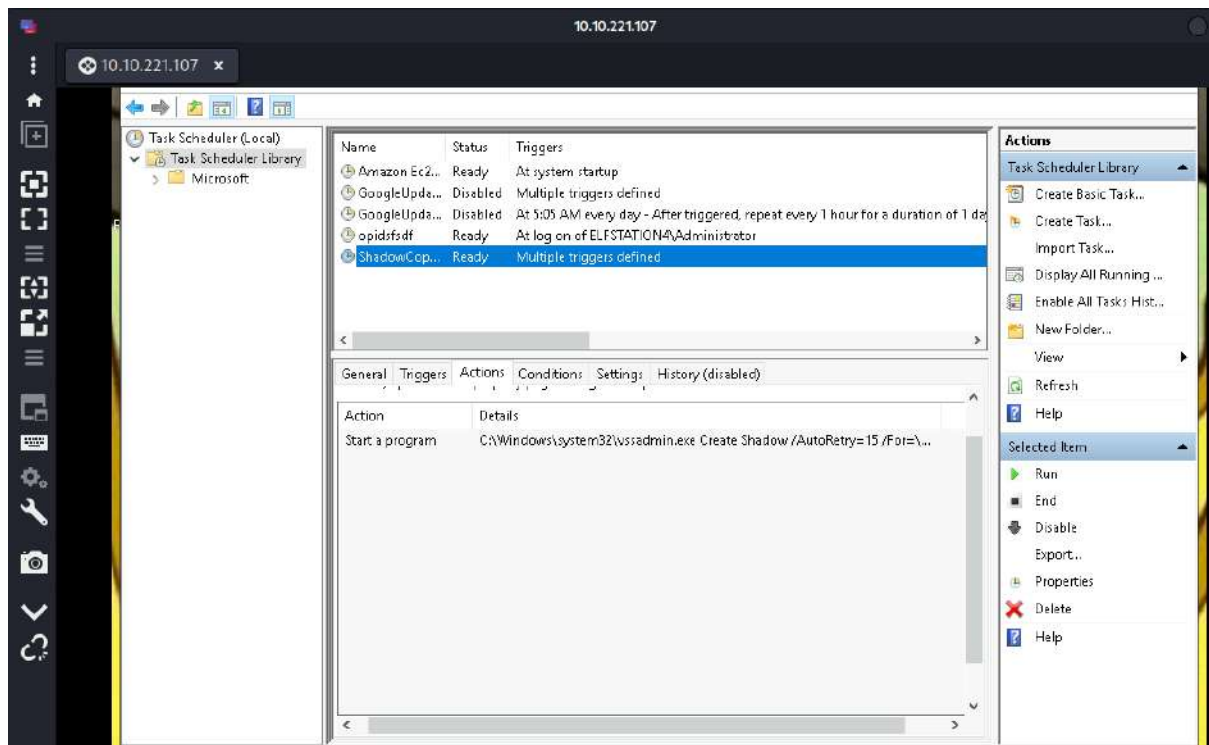 10.10.221.107
10.10.221.107 x
Task Scheduler (Local)
Task Scheduler Library
Microsoft
Name Status Triggers
Amazon Ec2... Ready At system startup
GoogleUpda... Disabled Multiple triggers defined
GoogleUpda... Disabled At 5:05 AM every day - After triggered, repeat every 1 hour for a duration of 1 da
opidsfsdf Ready At log on of ELFSTATION4\Administrator
ShadowCop... Ready Multiple triggers defined
General Triggers Actions Conditions Settings History (disabled)
Action Details
Start a program C:\Windows\system32\vssadmin.exe Create Shadow /AutoRetry=15 /For=\...
Actions
Task Scheduler Library
Create Basic Task...
Create Task...
Import Task...
Display All Running ...
Enable All Tasks Hist...
New Folder...
View
Refresh
Help
Selected Item
Run
End
Disable
Export...
Properties
Delete
Help